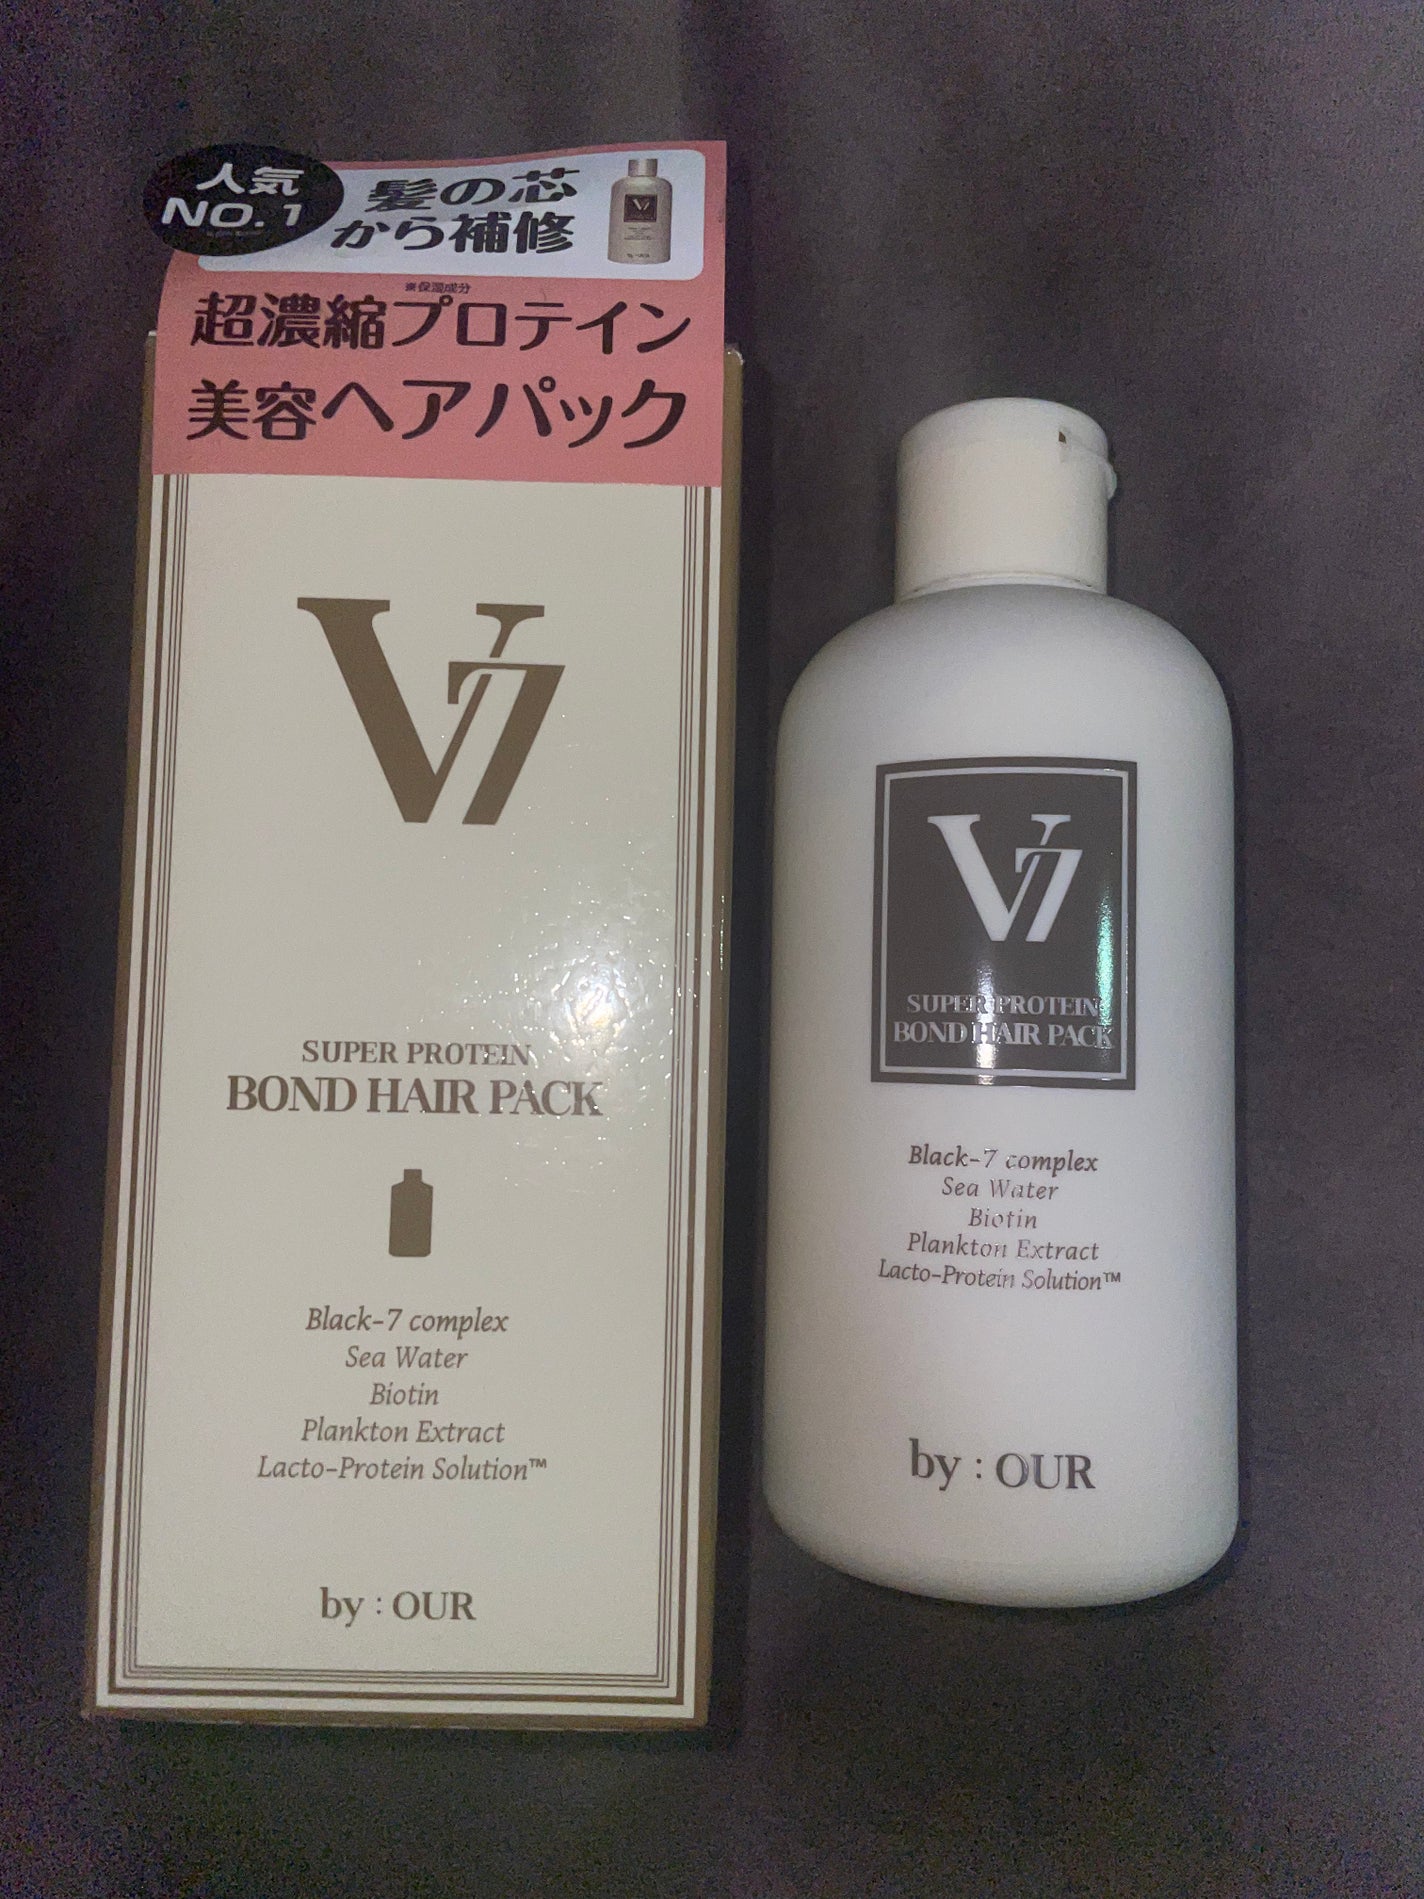 人気
NO.1
髪の芯
から補修
V7
※保湿成分
超濃縮プロテイン
美容ヘアパック
V7
SUPER PROTEIN
BOND HAIR PACK
Black-7 complex
Sea Water
Biotin
Plankton Extract
Lacto-Protein Solution™
by : OUR
V7
SUPER PROTEIN
BOND HAIR PACK
Black-7 complex
Sea Water
Biotin
Plankton Extract
Lacto-Protein Solution™
by : OUR